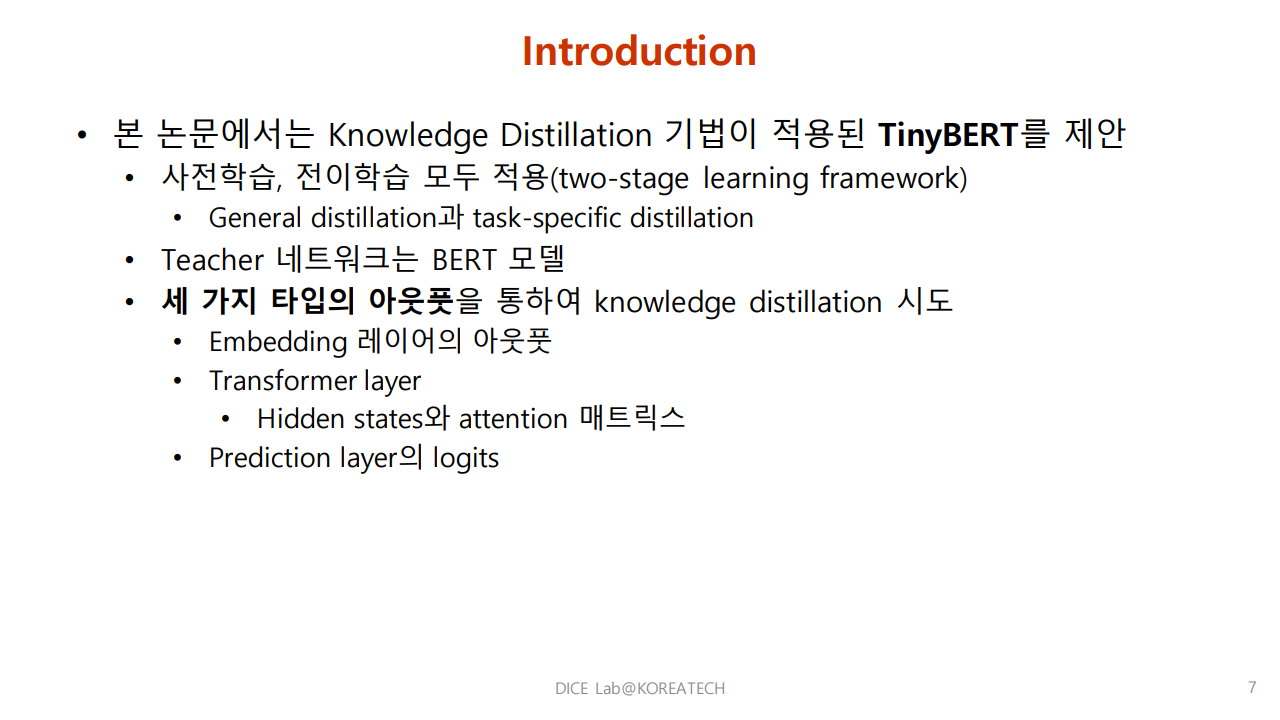 Introduction
• 본 논문에서는 Knowledge Distillation 기법이 적용된 TinyBERT를 제안
• 사전학습, 전이학습 모두 적용(two-stage learning framework)
• General distillation과 task-specific distillation
• Teacher 네트워크는 BERT 모델
• 세 가지 타입의 아웃풋을 통하여 knowledge distillation 시도
• Embedding 레이어의 아웃풋
• Transformer layer
• Hidden states와 attention 매트릭스
• Prediction layer의 logits
DICE Lab@KOREATECH
7